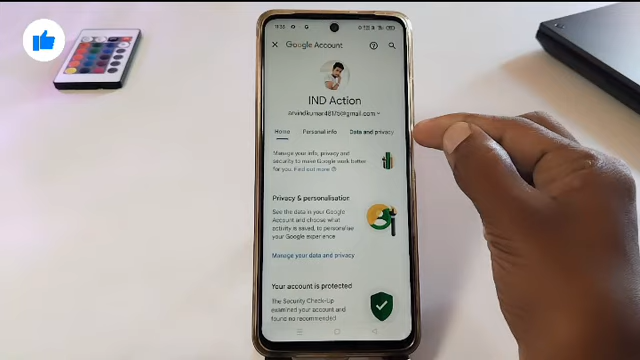 Google Account
IND Action
Home Personal info Data and privacy
Manage your info, privacy and
security to make Google work better
for you. Find out more
Privacy & personalisation
See the data in your Google
Account and choose what
activity is saved, to personalise
your Google experience
Manage your data and privacy
Your account is protected
The Security Check-Up
examined your account and
found no recommended